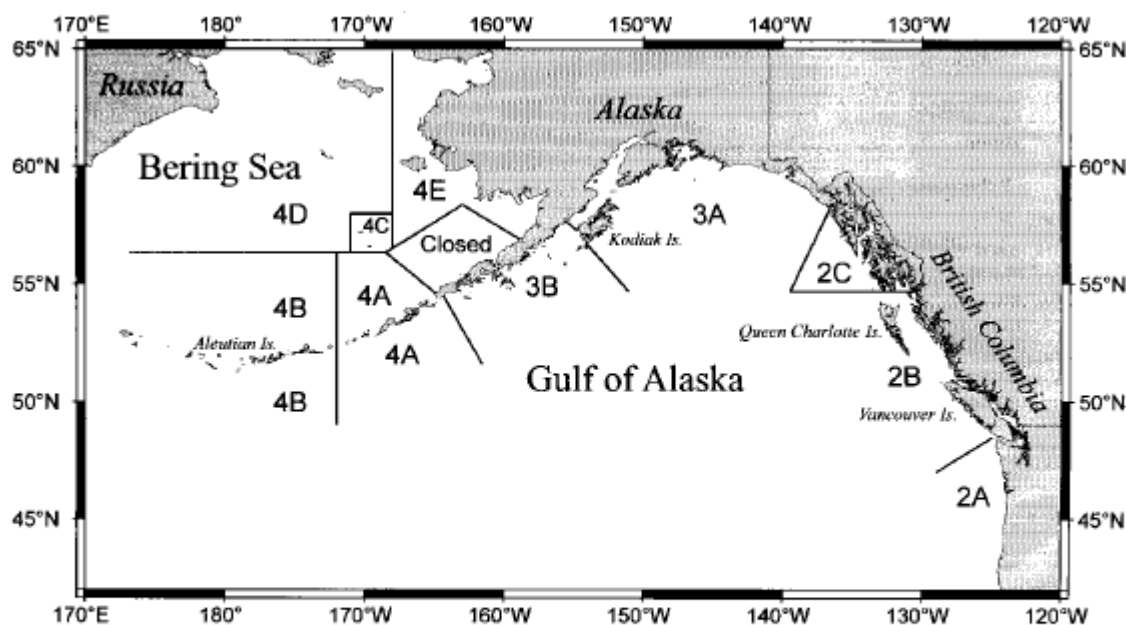 170°E 180° 170°W 160°W 150°W 140°W 130°W 120°W
65°N 65°N
Russia
Alaska
60°N 60°N
Bering Sea
4E
4D
4C
3A
Closed
Kodiak Is.
British Columbia
55°N 55°N
2C
3B
4A
4B
Queen Charlotte Is.
Aleutian Is.
4A
Gulf of Alaska
2B
50°N 50°N
4B
Vancouver Is.
2A
45°N 45°N
170°E 180° 170°W 160°W 150°W 140°W 130°W 120°W